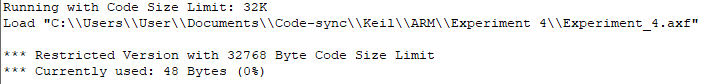 Running with Code Size Limit: 32K
Load "C:\\Users\\User\\Documents\\Code-sync\\Keil\\ARM\\Experiment 4\\Experiment_4.axf"
*** Restricted Version with 32768 Byte Code Size Limit
*** Currently used: 48 Bytes (0%)